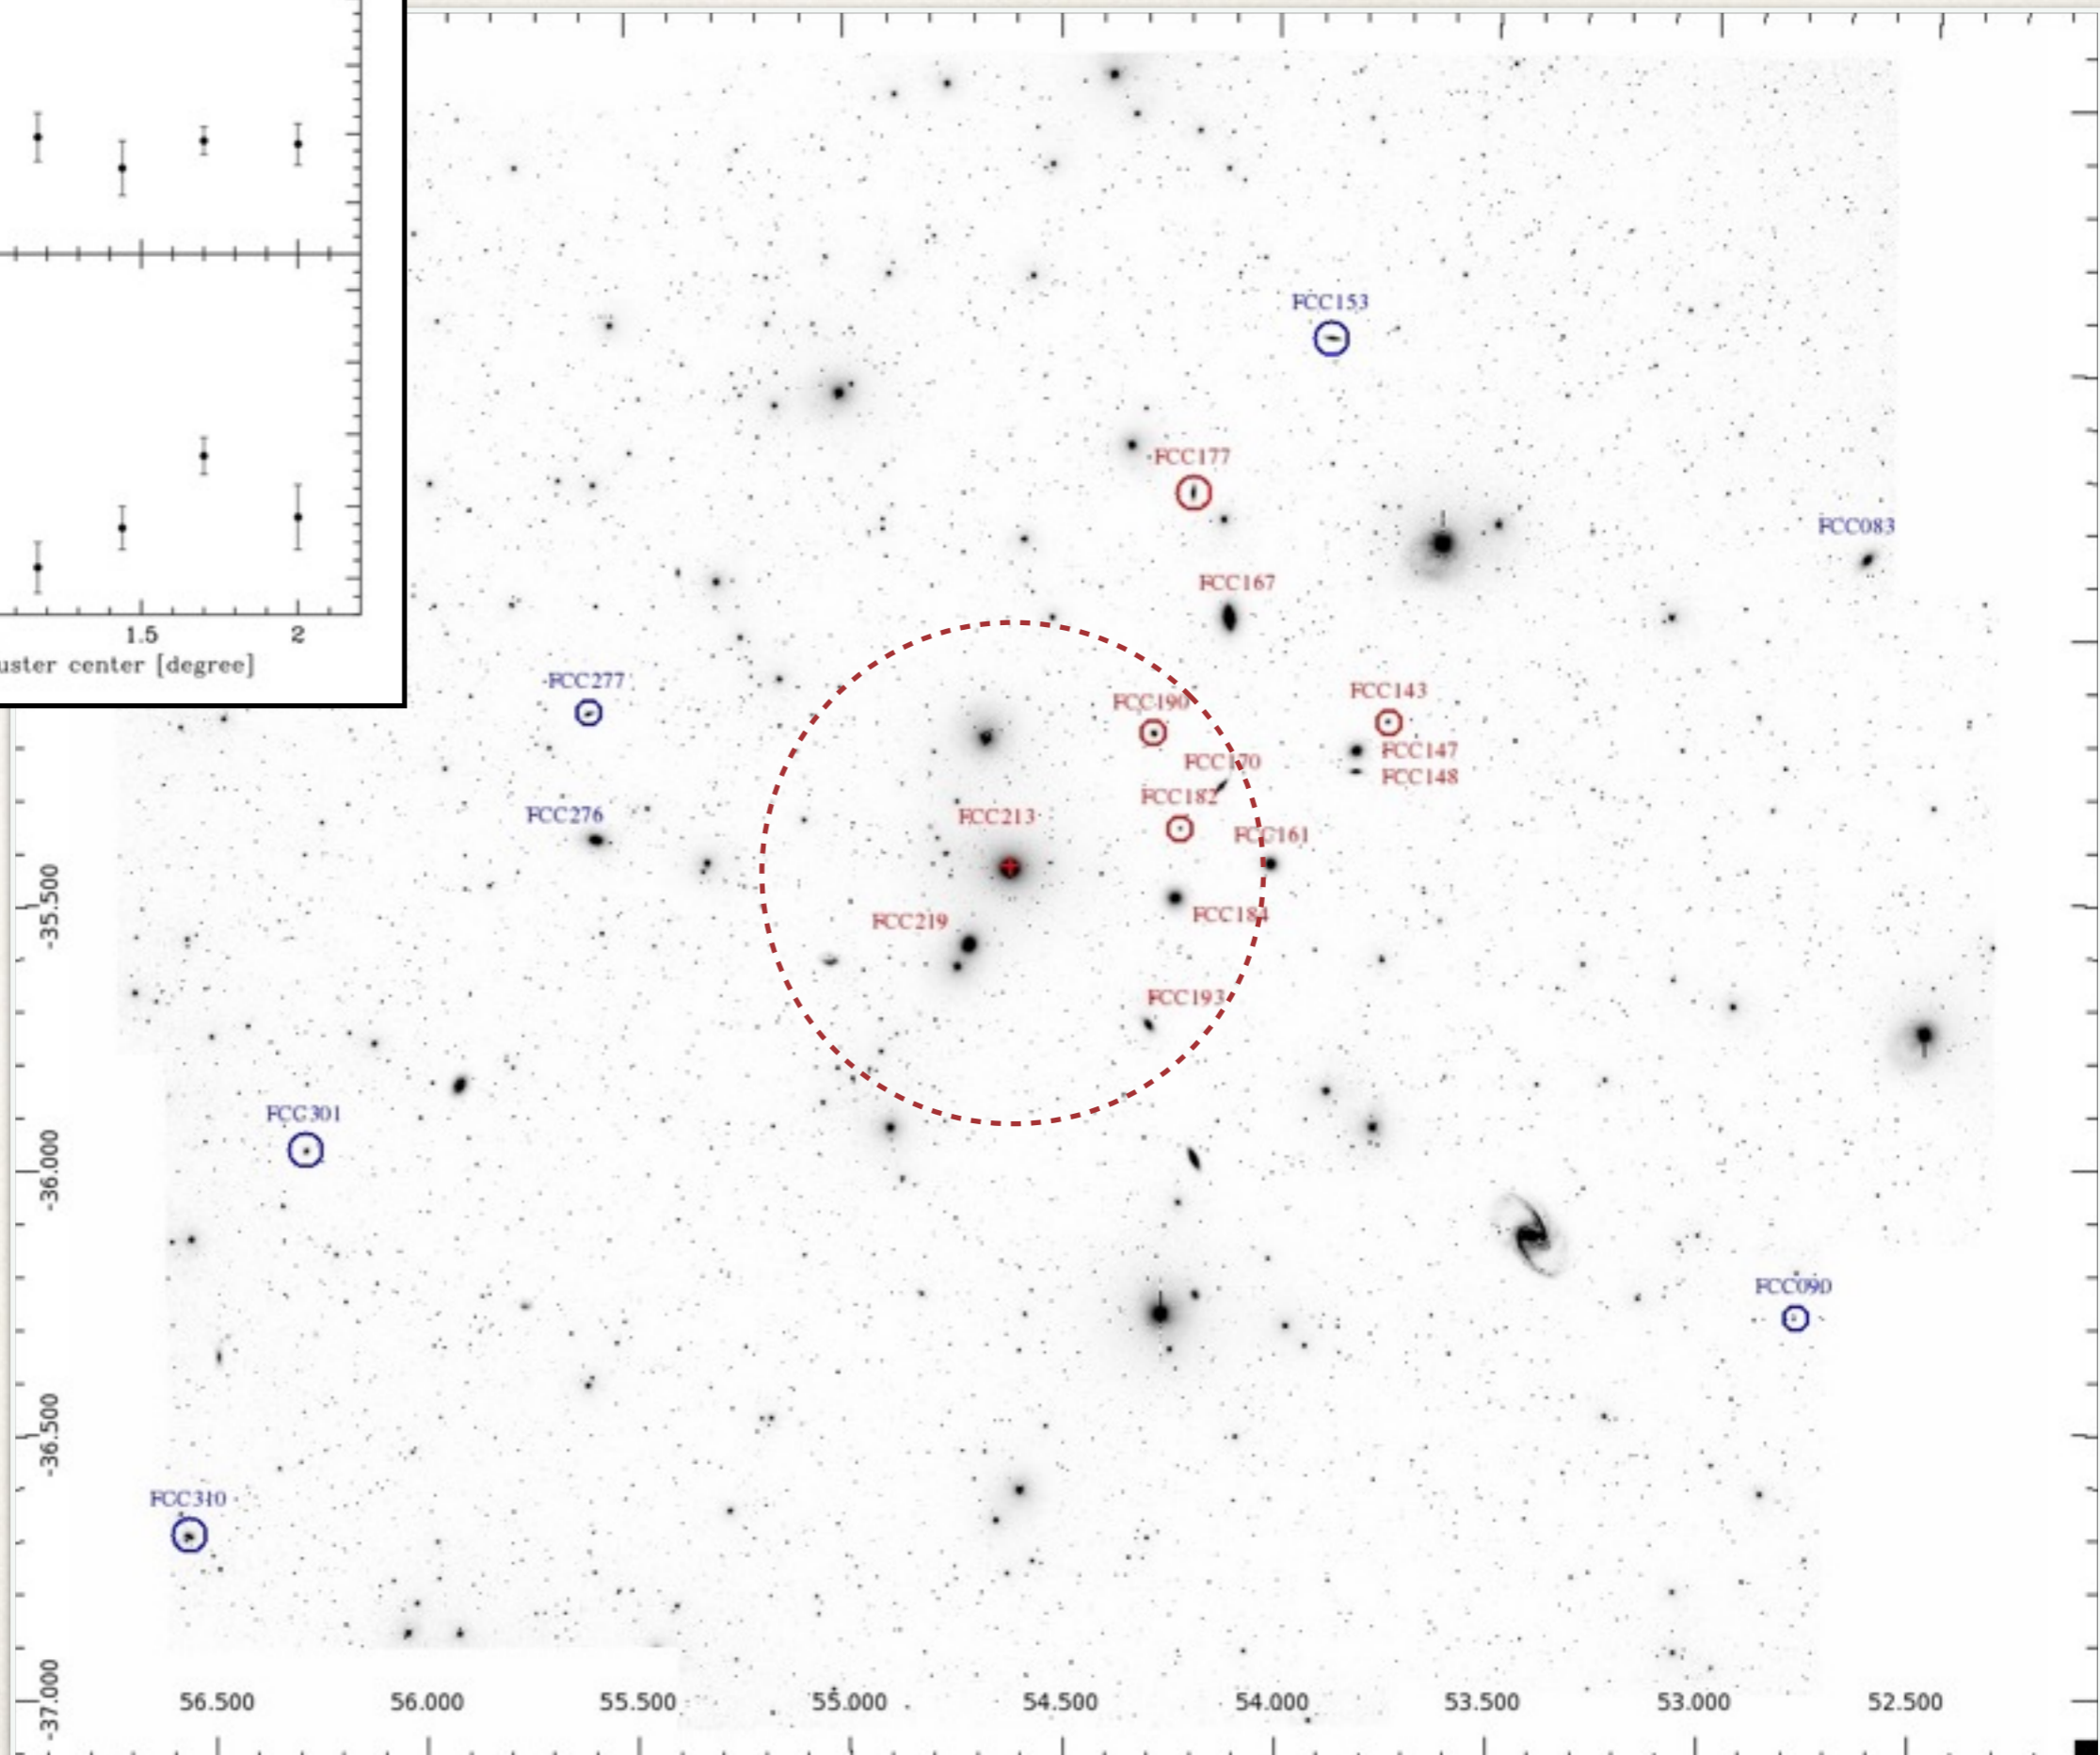 FCC153
FCC177
FCC083
FCC167
1.5 2
uster center [degree]
FCC277
FCC190
FCC143
FCC147
FCC170
FCC148
FCC182
FCC276
FCC213
FCC161
FCC219
FCC184
-35.500
FCC193
FCC301
-36.000
FCC090
-36.500
FCC310
-37.000
56.500 56.000 55.500 55.000 54.500 54.000 53.500 53.000 52.500